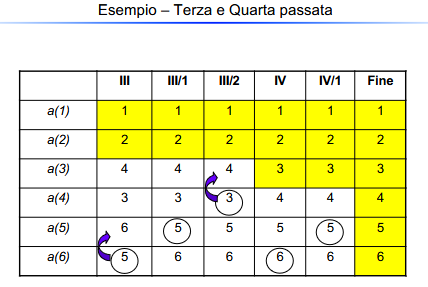 Esempio – Terza e Quarta passata
III III/1 III/2 IV IV/1 Fine
a(1) 1 1 1 1 1 1
a(2) 2 2 2 2 2 2
a(3) 4 4 4 3 3 3
a(4) 3 3 3 4 4 4
a(5) 6 5 5 5 5 5
a(6) 5 6 6 6 6 6